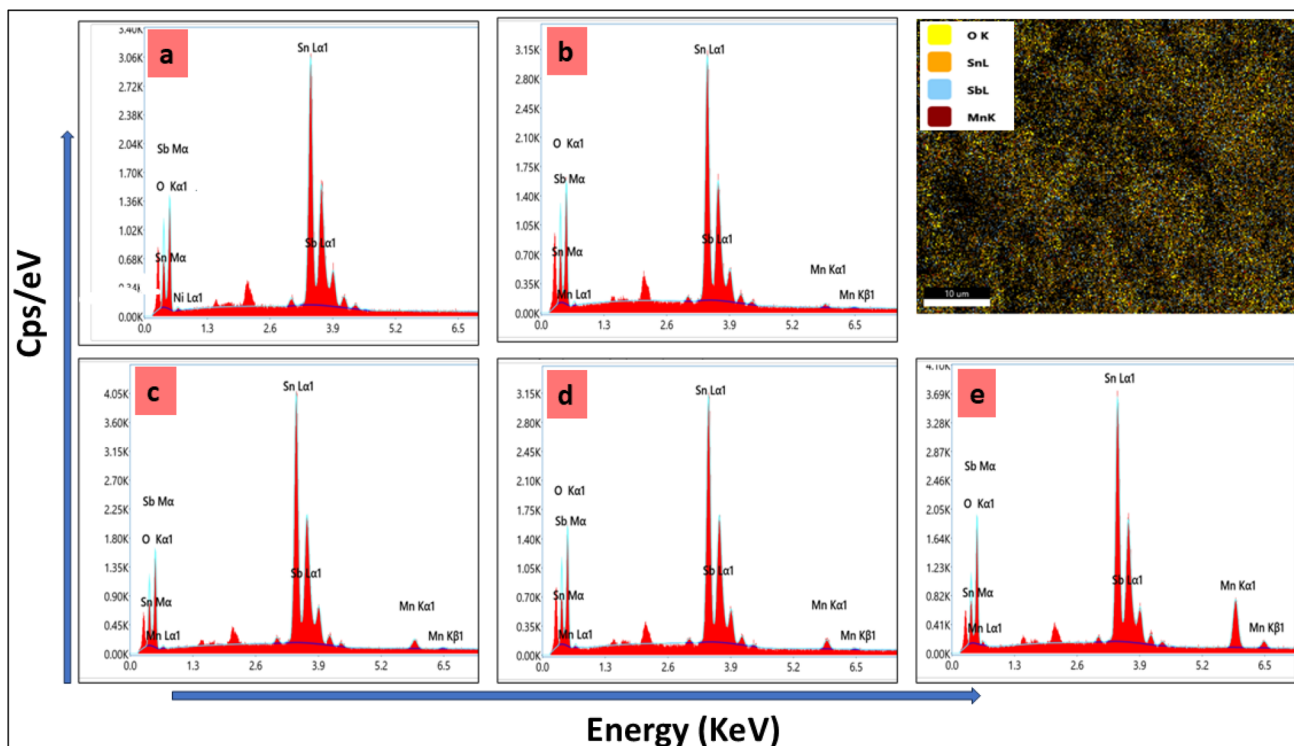 Cps/eV
a
3.40K
3.06K
2.72K
2.38K
2.04K
1.70K
1.36K
1.02K
0.68K
0.00K
Sn Lα1
Sb Mα
O Kα1
Sb Lα1
Sn Mα
Ni Lα1
0.0 1.3 2.6 3.9 5.2 6.5
b
3.15K
2.80K
2.45K
2.10K
1.75K
1.40K
1.05K
0.70K
0.35K
0.00K
Sn Lα1
O Kα1
Sb Mα
Sb Lα1
Sn Mα
Mn Lα1
Mn Kα1
Mn Kβ1
0.0 1.3 2.6 3.9 5.2 6.5
O K
SnL
SbL
MnK
10 um
c
4.05K
3.60K
3.15K
2.70K
2.25K
1.80K
1.35K
0.90K
0.45K
0.00K
Sn Lα1
Sb Mα
O Kα1
Sb Lα1
Sn Mα
Mn Lα1
Mn Kα1
Mn Kβ1
0.0 1.3 2.6 3.9 5.2 6.5
d
3.15K
2.80K
2.45K
2.10K
1.75K
1.40K
1.05K
0.70K
0.35K
0.00K
Sn Lα1
O Kα1
Sb Mα
Sb Lα1
Sn Mα
Mn Lα1
Mn Kα1
Mn Kβ1
0.0 1.3 2.6 3.9 5.2 6.5
e
4.10K
3.69K
3.28K
2.87K
2.46K
2.05K
1.64K
1.23K
0.82K
0.41K
0.00K
Sn Lα1
Sb Mα
O Kα1
Sb Lα1
Sn Mα
Mn Lα1
Mn Kα1
Mn Kβ1
0.0 1.3 2.6 3.9 5.2 6.5
Energy (KeV)